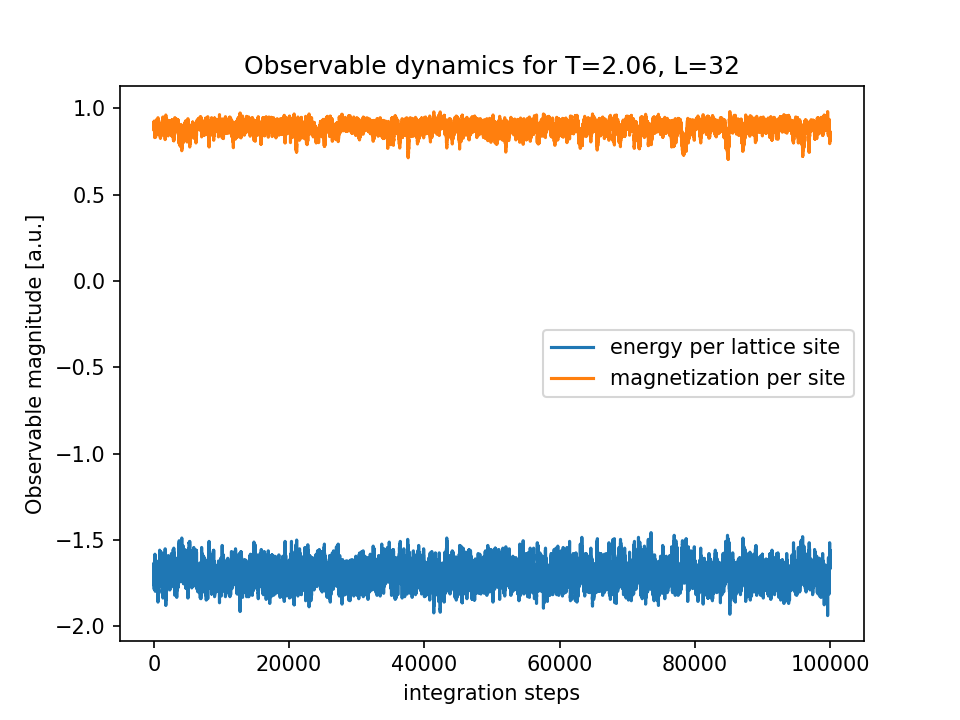 Observable dynamics for T=2.06, L=32
Observable magnitude [a.u.]
1.0
0.5
0.0
−0.5
−1.0
−1.5
−2.0
energy per lattice site
magnetization per site
0 20000 40000 60000 80000 100000
integration steps